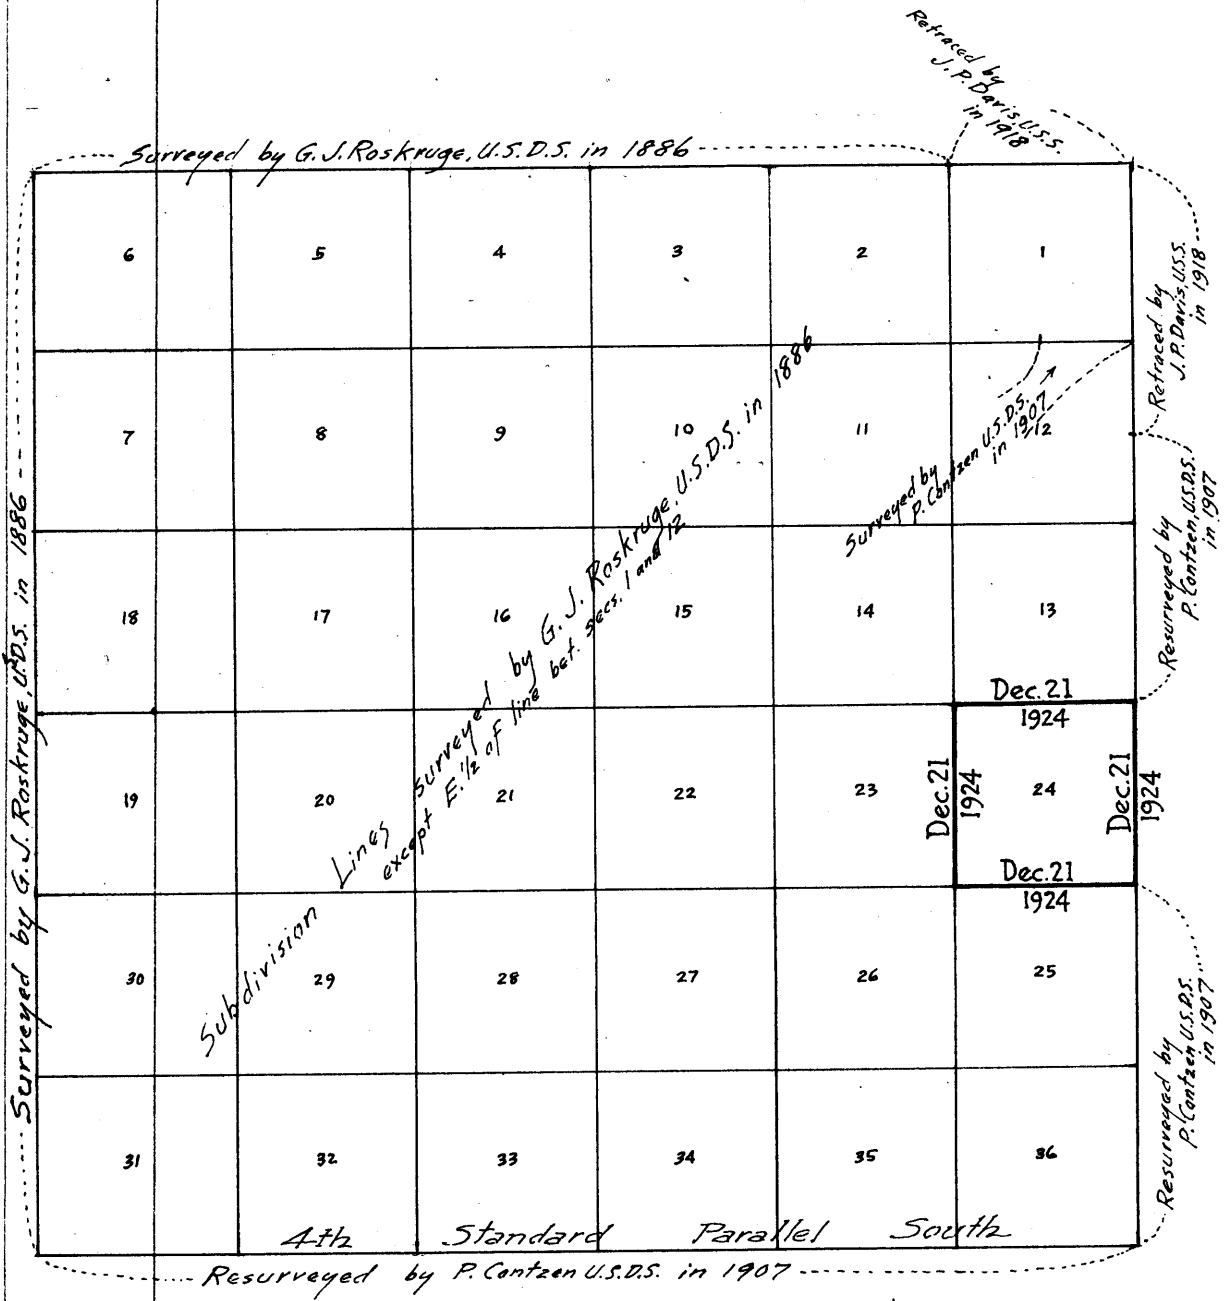 Retraced by
J. P. Davis, U.S.S.
in 1918
Surveyed by G. J. Roskruge, U.S.D.S. in 1886
6 5 4 3 2 1
Retraced by
J. P. Davis, U.S.S.
in 1918
7 8 9 10 11 12
Surveyed by
P. Contzen U.S.D.S.
in 1907
Resurveyed by
P. Contzen, U.S.D.S.
in 1907
18 17 16 15 14 13
Subdivision Lines surveyed by G. J. Roskruge, U.S.D.S. in 1886
except E. 1/2 of line bet. secs. 1 and 12
Surveyed by G. J. Roskruge, U.S.D.S. in 1886
Dec. 21
1924
19 20 21 22 23 24
Dec. 21
1924
Dec. 21
1924
Dec. 21
1924
30 29 28 27 26 25
Resurveyed by
P. Contzen U.S.D.S.
in 1907
31 32 33 34 35 36
4th Standard Parallel South
Resurveyed by P. Contzen U.S.D.S. in 1907